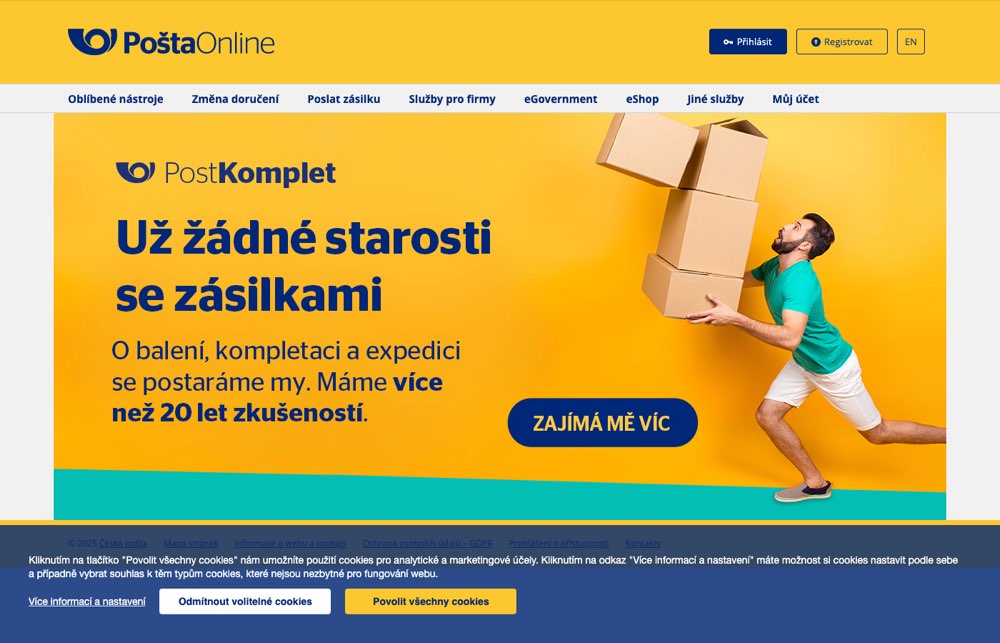 PoštaOnline
Přihlásit
Registrovat
EN
Oblíbené nástroje
Změna doručení
Poslat zásilku
Služby pro firmy
eGovernment
eShop
Jiné služby
Můj účet
PostKomplet
Už žádné starosti
se zásilkami
O balení, kompletaci a expedici
se postaráme my. Máme více
než 20 let zkušeností.
ZAJÍMÁ MĚ VÍC
© 2025 Česká pošta
Mapa stránek
Informace o webu a cookies
Ochrana osobních údajů – GDPR
Prohlášení o přístupnosti
Kontakty
Kliknutím na tlačítko "Povolit všechny cookies" nám umožníte použití cookies pro analytické a marketingové účely. Kliknutím na odkaz "Více informací a nastavení" máte možnost si cookies nastavit podle sebe
a případně vybrat souhlas k těm typům cookies, které nejsou nezbytné pro fungování webu.
Více informací a nastavení
Odmítnout volitelné cookies
Povolit všechny cookies